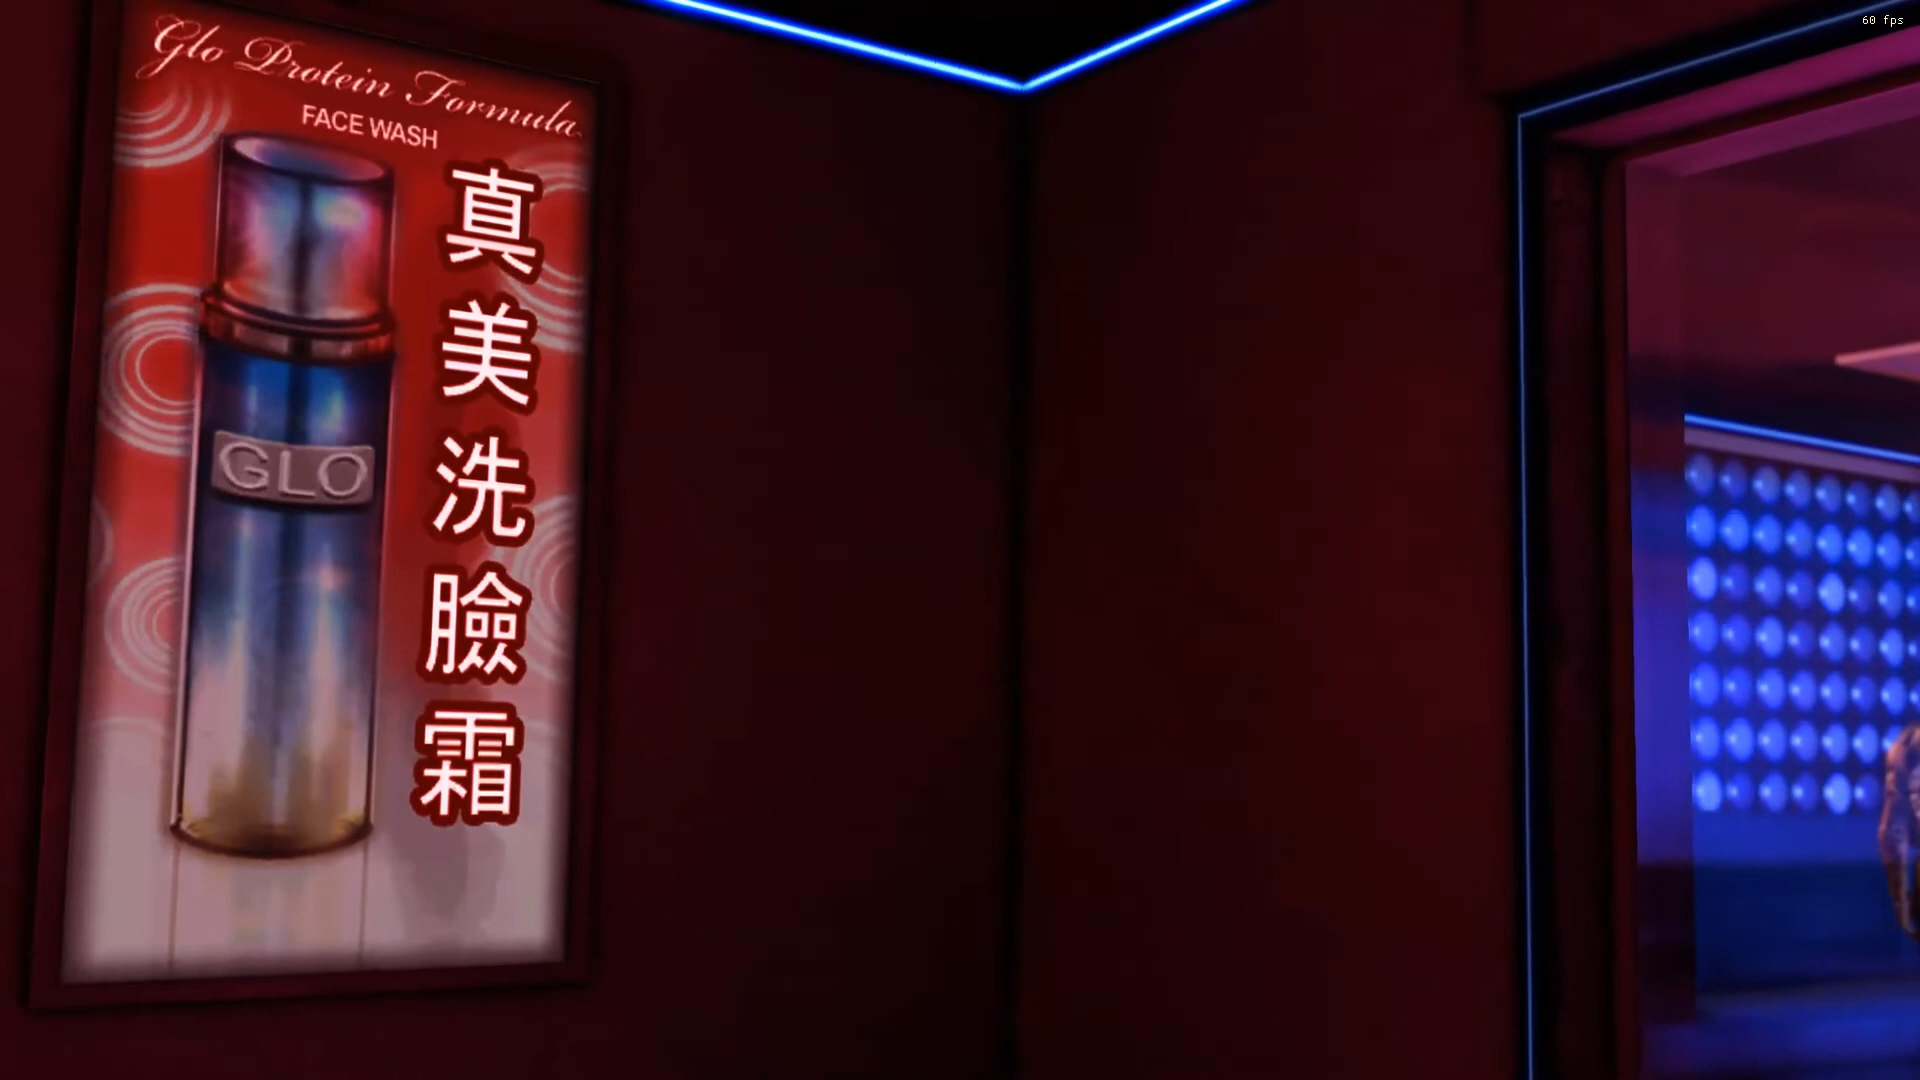 60 fps
Glo Protein Formula
FACE WASH
真美洗臉霜
GLO